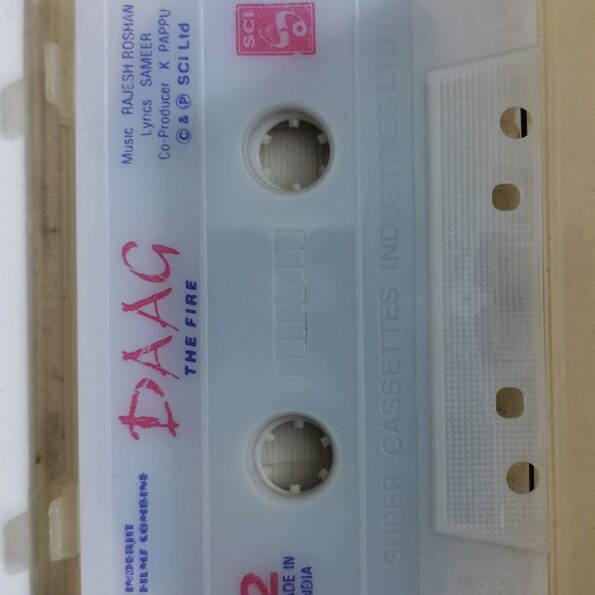 INDERJIT
FILMS COMBINE
DAAG
THE FIRE
Music RAJESH ROSHAN
Lyrics SAMEER
Co-Producer K PAPPU
© & ℗ SCI Ltd
SCI
2
MADE IN
INDIA
SUPER CASSETTES INDUSTRIES LTD.